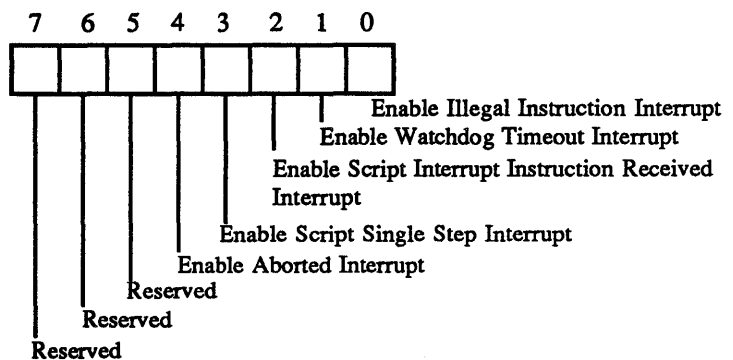 7 6 5 4 3 2 1 0
Enable Illegal Instruction Interrupt
Enable Watchdog Timeout Interrupt
Enable Script Interrupt Instruction Received
Interrupt
Enable Script Single Step Interrupt
Enable Aborted Interrupt
Reserved
Reserved
Reserved